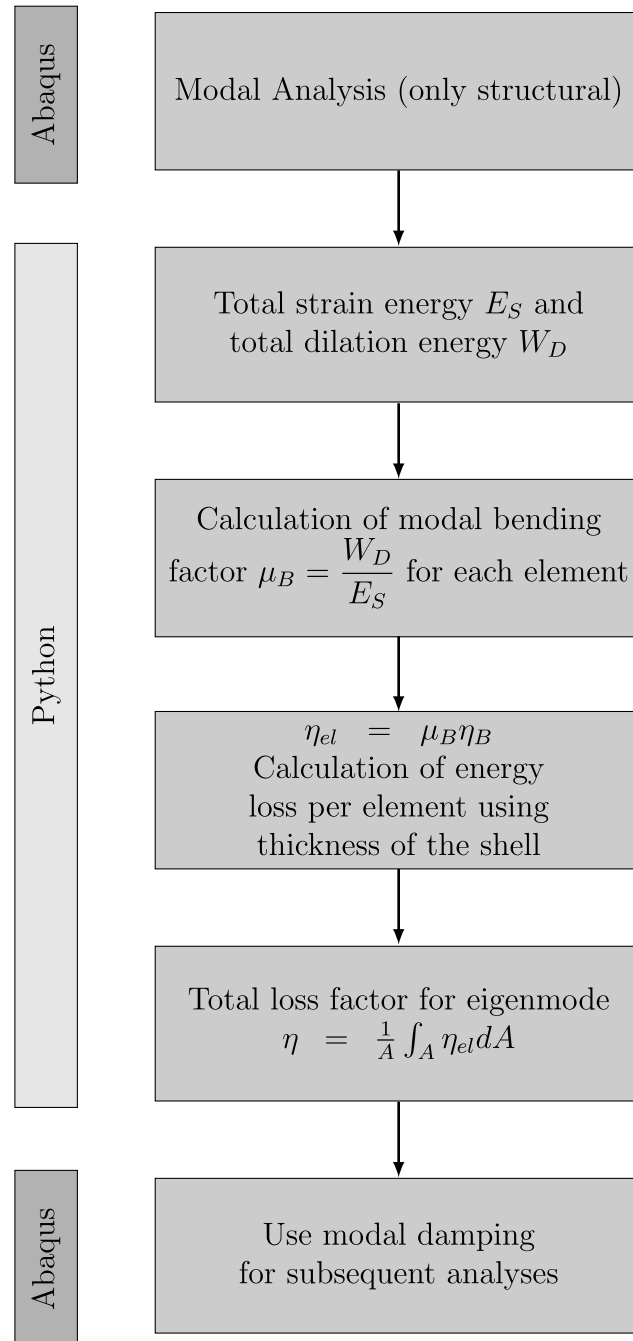 Abaqus
Modal Analysis (only structural)
Python
Total strain energy E_S and
total dilation energy W_D
Calculation of modal bending
factor μ_B = W_D / E_S for each element
η_el = μ_B η_B
Calculation of energy
loss per element using
thickness of the shell
Total loss factor for eigenmode
η = 1/A ∫_A η_el dA
Abaqus
Use modal damping
for subsequent analyses